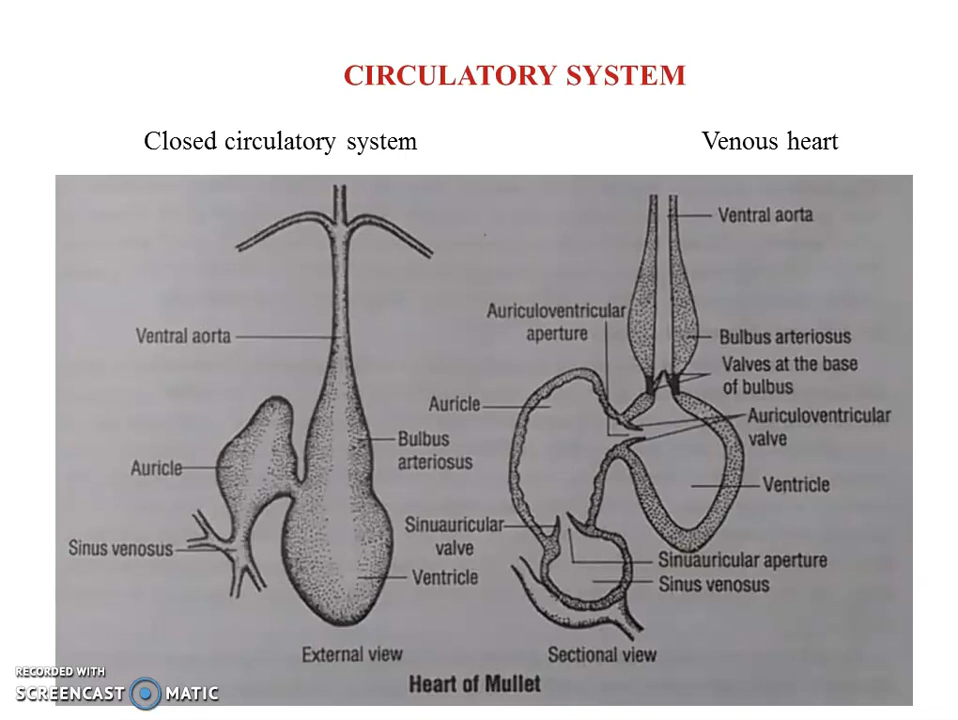 CIRCULATORY SYSTEM
Closed circulatory system
Venous heart
Ventral aorta
Auricle
Sinus venosus
Bulbus
arteriosus
Ventricle
External view
Ventral aorta
Auriculoventricular
aperture
Bulbus arteriosus
Valves at the base
of bulbus
Auricle
Auriculoventricular
valve
Ventricle
Sinuauricular
valve
Sinuauricular aperture
Sinus venosus
Sectional view
Heart of Mullet
RECORDED WITH
SCREENCAST MATIC